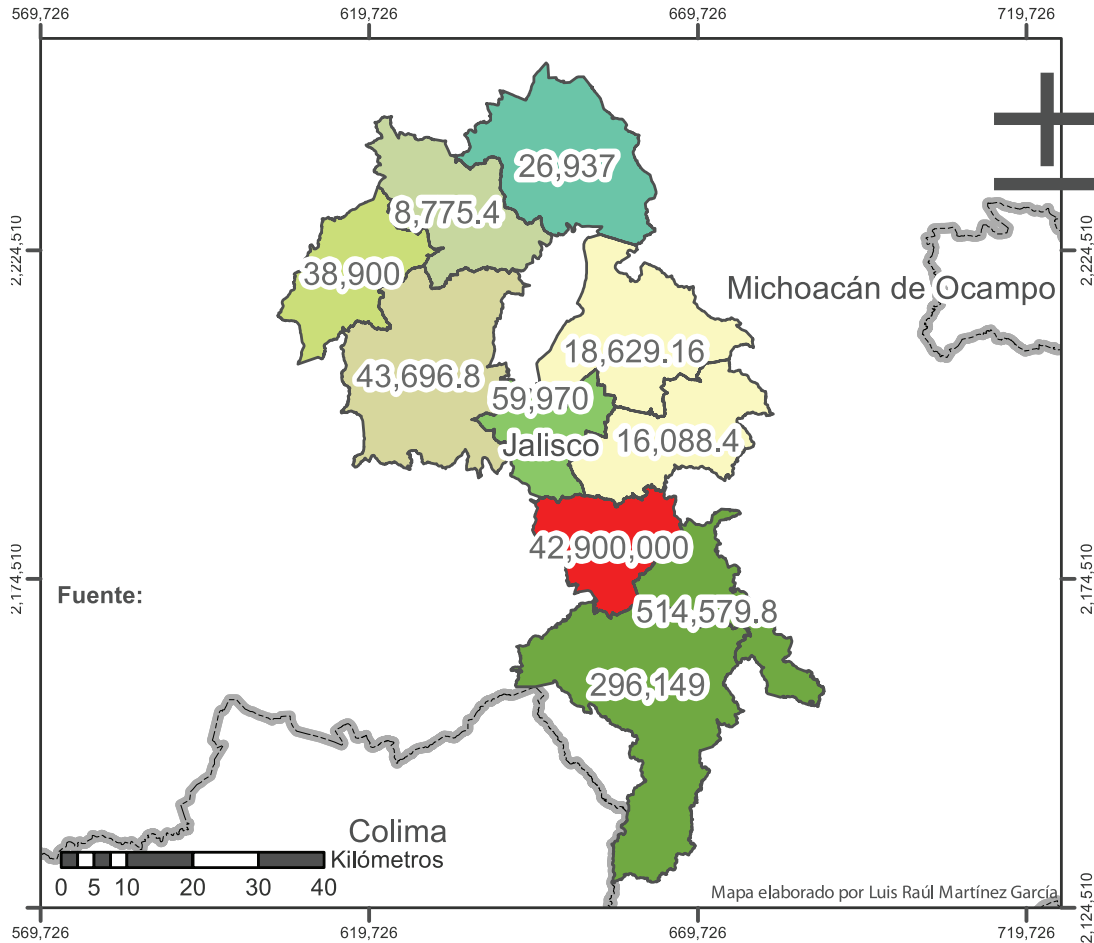 569,726 619,726 669,726 719,726
26,937
8,775.4
2,224,510 2,224,510
38,900
Michoacán de Ocampo
18,629.16
43,696.8
59,970
Jalisco
16,088.4
42,900,000
2,174,510 2,174,510
Fuente:
514,579.8
296,149
Colima
Kilómetros
0 5 10 20 30 40
Mapa elaborado por Luis Raúl Martínez García
2,124,510 2,124,510
569,726 619,726 669,726 719,726